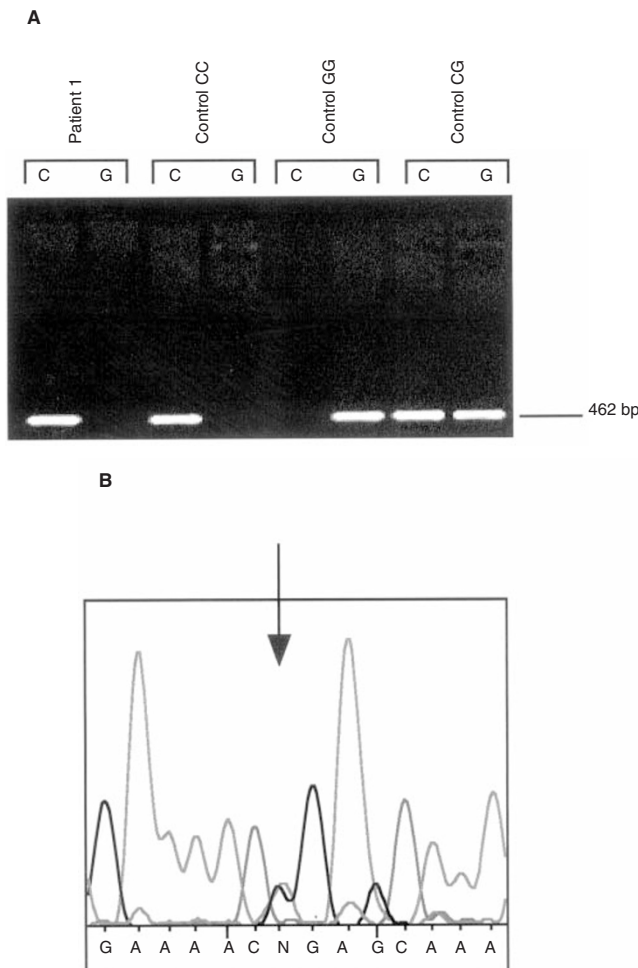 A
Patient 1 Control CC Control GG Control CG
C G C G C G C G
462 bp
B
G A A A A C N G A G C A A A